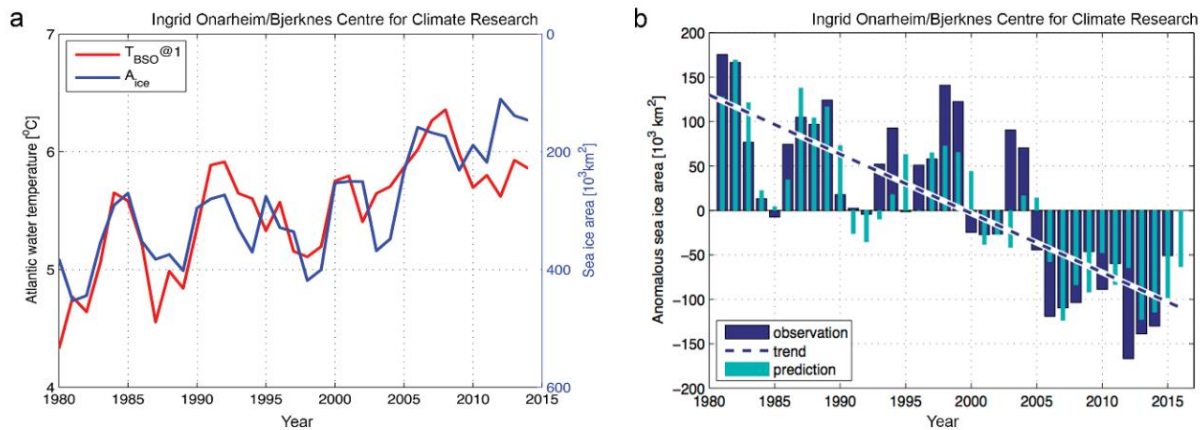 a
Ingrid Onarheim/Bjerknes Centre for Climate Research
7
6
5
4
Atlantic water temperature [°C]
T_BSO@1
A_ice
0
200
400
600
Sea ice area [10³km²]
1980 1985 1990 1995 2000 2005 2010 2015
Year
b
Ingrid Onarheim/Bjerknes Centre for Climate Research
200
150
100
50
0
-50
-100
-150
-200
Anomalous sea ice area [10³ km²]
observation
trend
prediction
1980 1985 1990 1995 2000 2005 2010 2015
Year